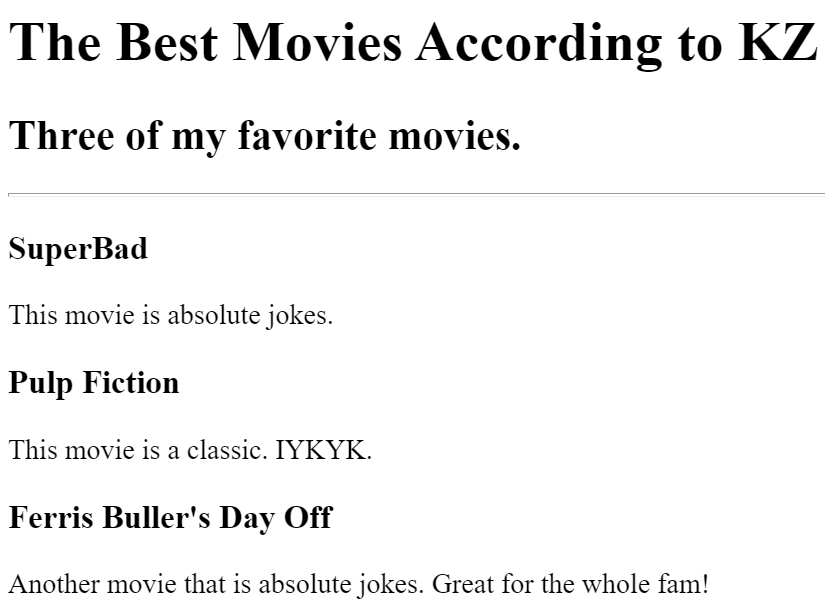 The Best Movies According to KZ
Three of my favorite movies.
SuperBad
This movie is absolute jokes.
Pulp Fiction
This movie is a classic. IYKYK.
Ferris Buller's Day Off
Another movie that is absolute jokes. Great for the whole fam!